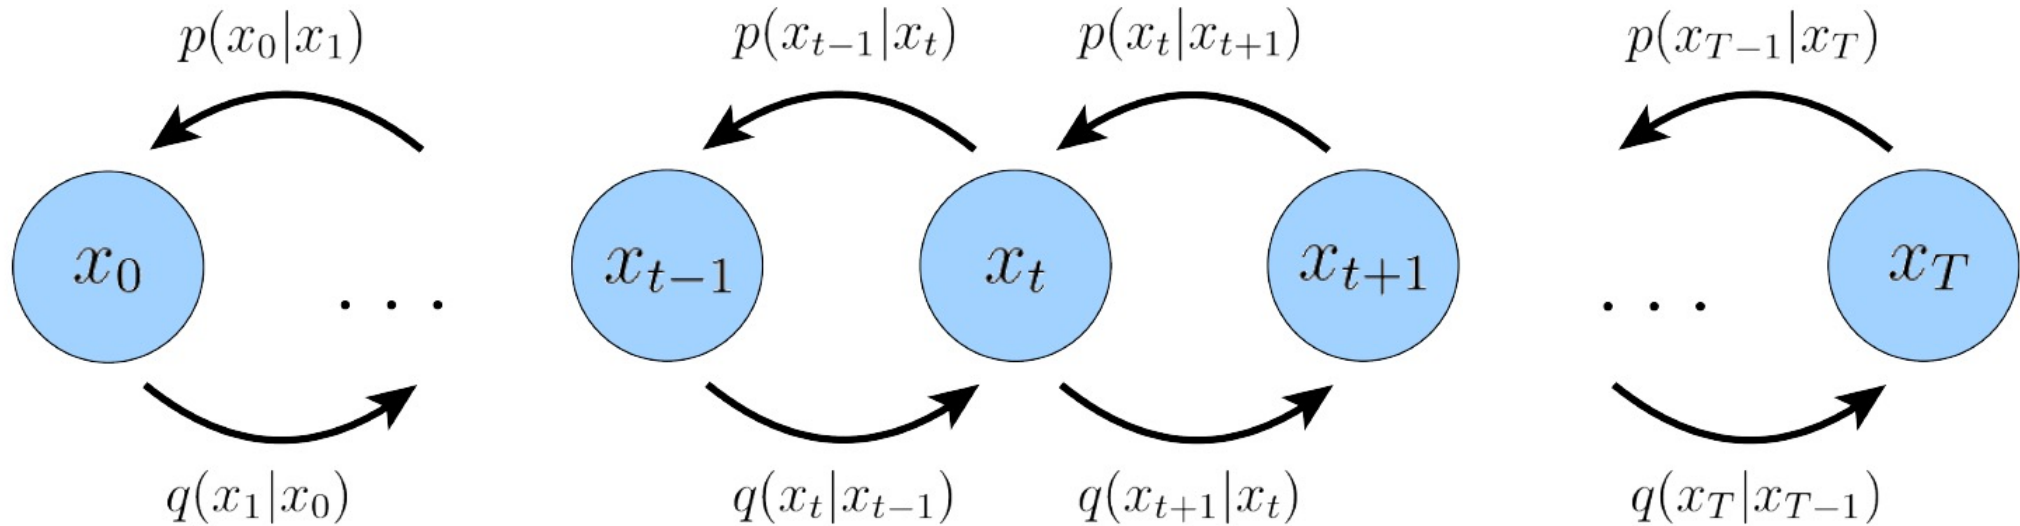 p(x_0|x_1) p(x_{t-1}|x_t) p(x_t|x_{t+1}) p(x_{T-1}|x_T)
x_0 . . . x_{t-1} x_t x_{t+1} . . . x_T
q(x_1|x_0) q(x_t|x_{t-1}) q(x_{t+1}|x_t) q(x_T|x_{T-1})